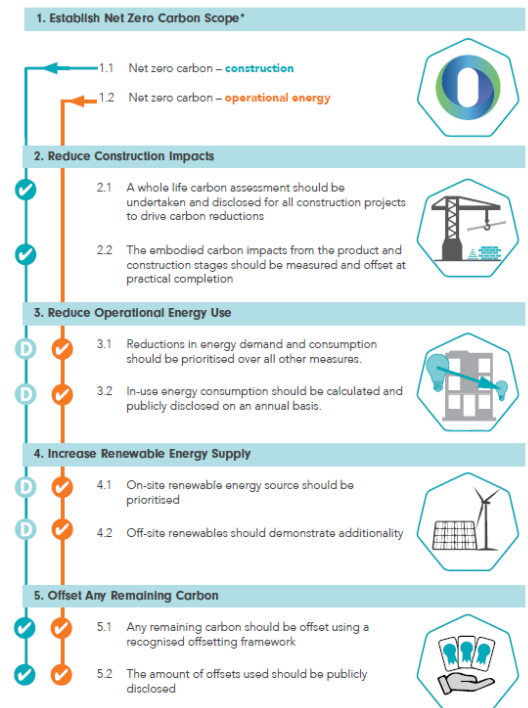 1. Establish Net Zero Carbon Scope*
1.1 Net zero carbon – construction
1.2 Net zero carbon – operational energy
2. Reduce Construction Impacts
2.1 A whole life carbon assessment should be
undertaken and disclosed for all construction projects
to drive carbon reductions
2.2 The embodied carbon impacts from the product and
construction stages should be measured and offset at
practical completion
3. Reduce Operational Energy Use
D 3.1 Reductions in energy demand and consumption
should be prioritised over all other measures.
D 3.2 In-use energy consumption should be calculated and
publicly disclosed on an annual basis.
4. Increase Renewable Energy Supply
D 4.1 On-site renewable energy source should be
prioritised
D 4.2 Off-site renewables should demonstrate additionality
5. Offset Any Remaining Carbon
5.1 Any remaining carbon should be offset using a
recognised offsetting framework
5.2 The amount of offsets used should be publicly
disclosed